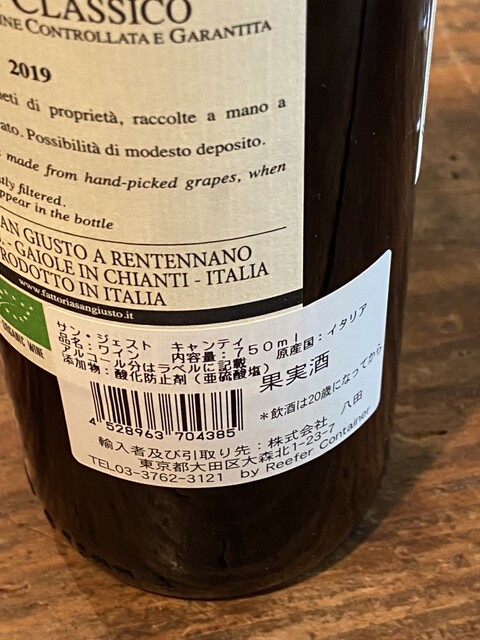 CLASSICO
NE CONTROLLATA E GARANTITA
2019
eti di proprietà, raccolte a mano a
ato. Possibilità di modesto deposito.
made from hand-picked grapes, when
tly filtered.
ppear in the bottle
AN GIUSTO A RENTENNANO
- GAIOLE IN CHIANTI - ITALIA
RODOTTO IN ITALIA
www.fattoriasangiusto.it
ORGANIC WINE
サン・ジェスト キャンティ
品名:ワイン 内容量:750ml 原産国:イタリア
アルコール分はラベルに記載
添加物:酸化防止剤(亜硫酸塩) 果実酒
4 528963 704385
*飲酒は20歳になってから
輸入者及び引取り先:株式会社 八田
東京都大田区大森北1-23-7
TEL03-3762-3121 by Reefer Container